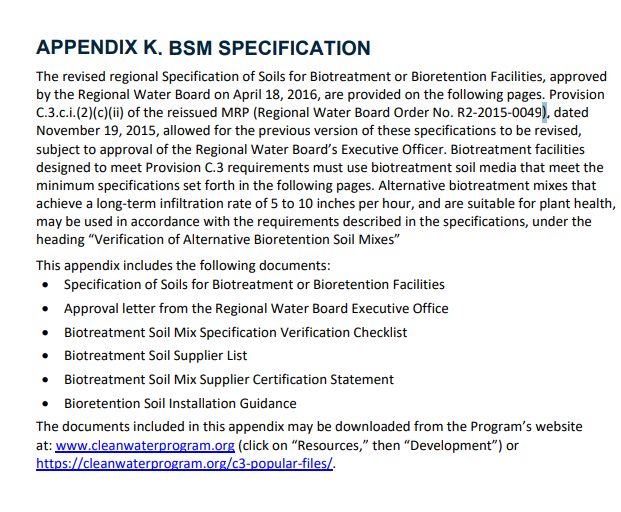 APPENDIX K. BSM SPECIFICATION
The revised regional Specification of Soils for Biotreatment or Bioretention Facilities, approved
by the Regional Water Board on April 18, 2016, are provided on the following pages. Provision
C.3.c.i.(2)(c)(ii) of the reissued MRP (Regional Water Board Order No. R2-2015-0049), dated
November 19, 2015, allowed for the previous version of these specifications to be revised,
subject to approval of the Regional Water Board's Executive Officer. Biotreatment facilities
designed to meet Provision C.3 requirements must use biotreatment soil media that meet the
minimum specifications set forth in the following pages. Alternative biotreatment mixes that
achieve a long-term infiltration rate of 5 to 10 inches per hour, and are suitable for plant health,
may be used in accordance with the requirements described in the specifications, under the
heading “Verification of Alternative Bioretention Soil Mixes”
This appendix includes the following documents:
• Specification of Soils for Biotreatment or Bioretention Facilities
• Approval letter from the Regional Water Board Executive Office
• Biotreatment Soil Mix Specification Verification Checklist
• Biotreatment Soil Supplier List
• Biotreatment Soil Mix Supplier Certification Statement
• Bioretention Soil Installation Guidance
The documents included in this appendix may be downloaded from the Program's website
at: www.cleanwaterprogram.org (click on “Resources,” then “Development”) or
https://cleanwaterprogram.org/c3-popular-files/.